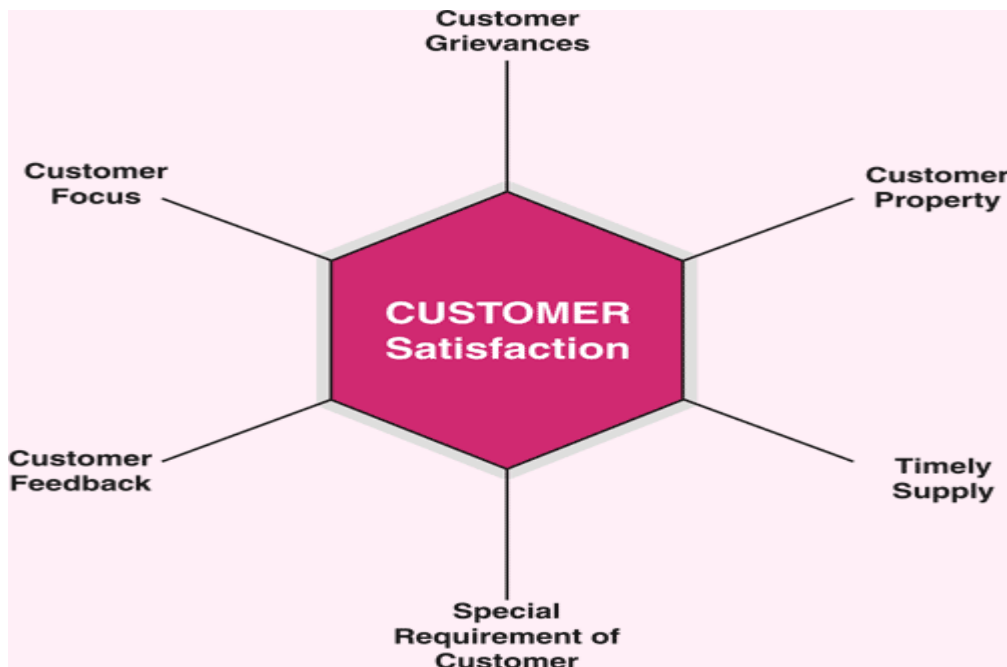 Customer
Grievances
Customer
Focus
Customer
Property
CUSTOMER
Satisfaction
Customer
Feedback
Timely
Supply
Special
Requirement of
Customer